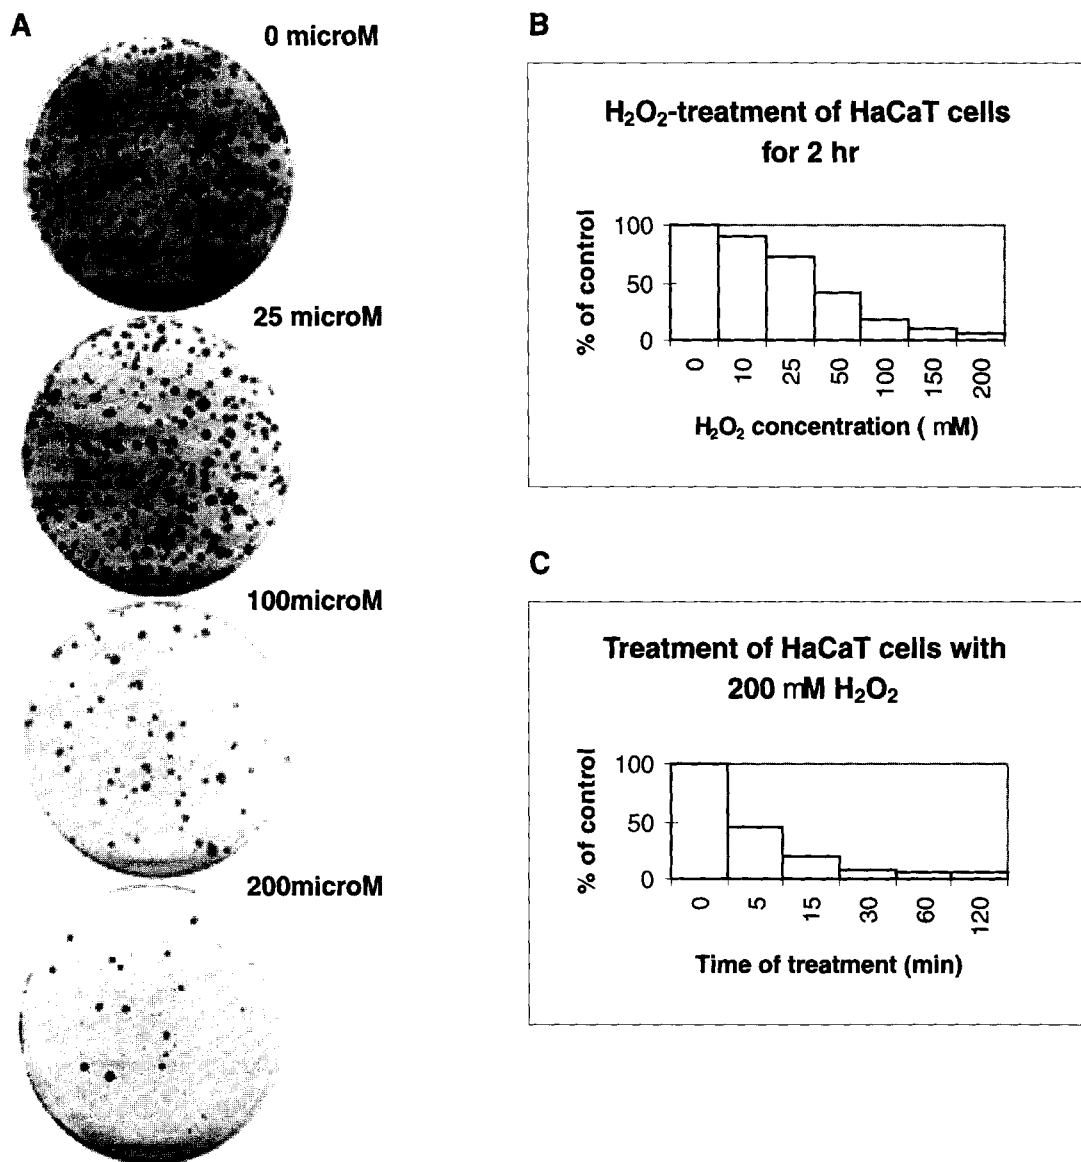 A
0 microM
25 microM
100microM
200microM
B
H₂O₂-treatment of HaCaT cells
for 2 hr
% of control
100
50
0
0 10 25 50 100 150 200
H₂O₂ concentration ( mM)
C
Treatment of HaCaT cells with
200 mM H₂O₂
% of control
100
50
0
0 5 15 30 60 120
Time of treatment (min)